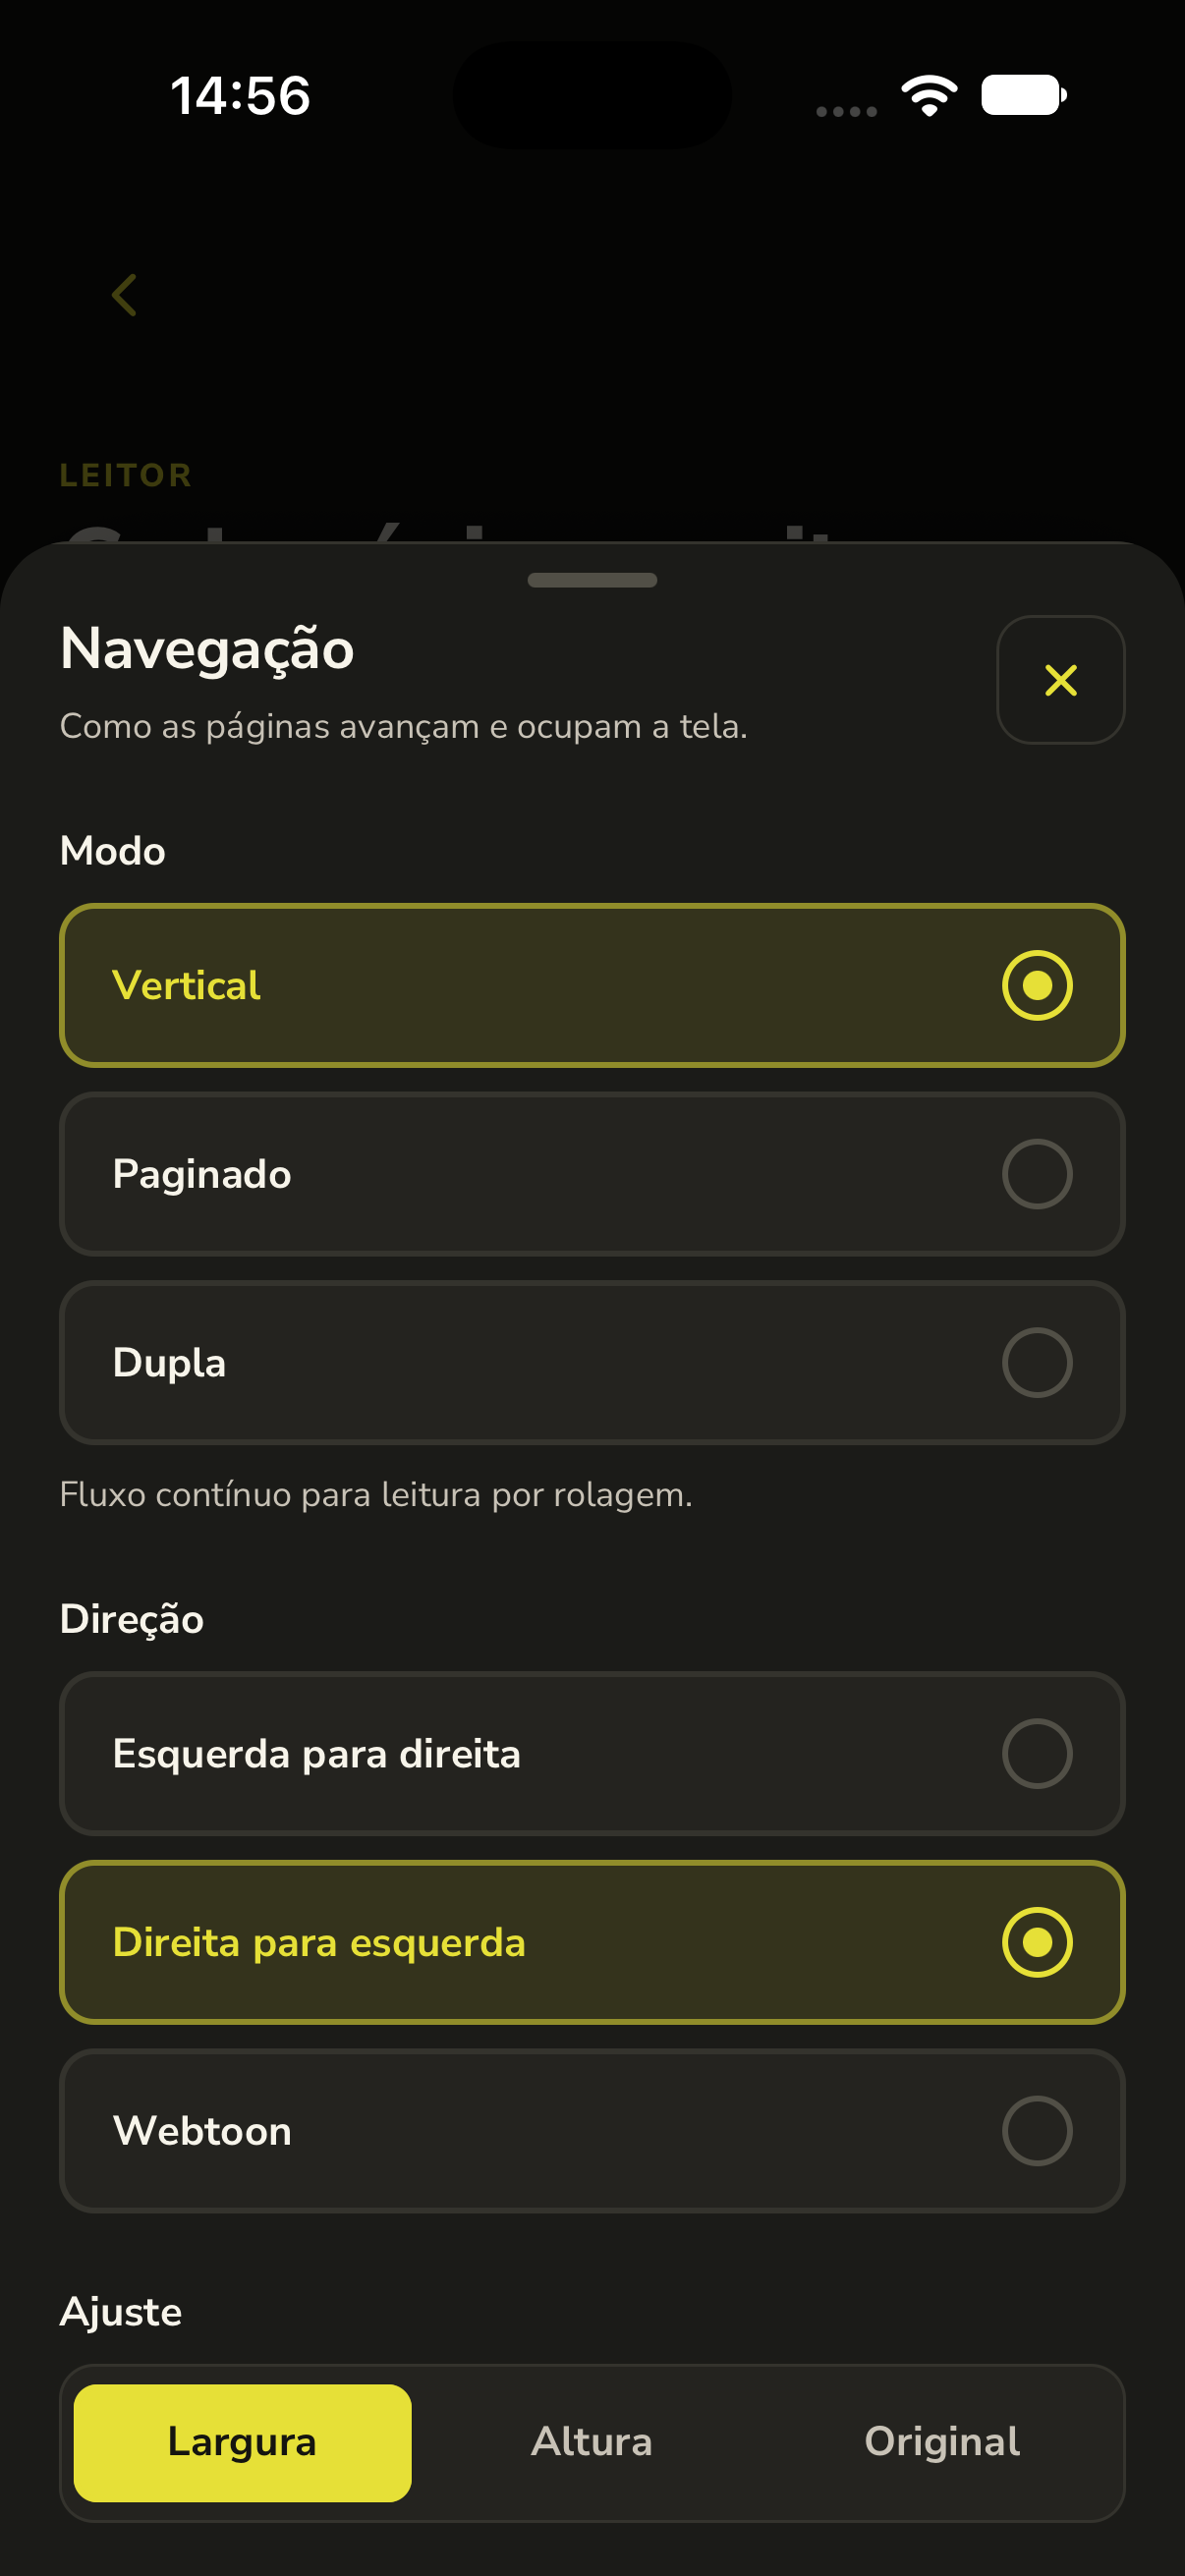 14:56
LEITOR
Navegação
Como as páginas avançam e ocupam a tela.
Modo
Vertical
Paginado
Dupla
Fluxo contínuo para leitura por rolagem.
Direção
Esquerda para direita
Direita para esquerda
Webtoon
Ajuste
Largura
Altura
Original